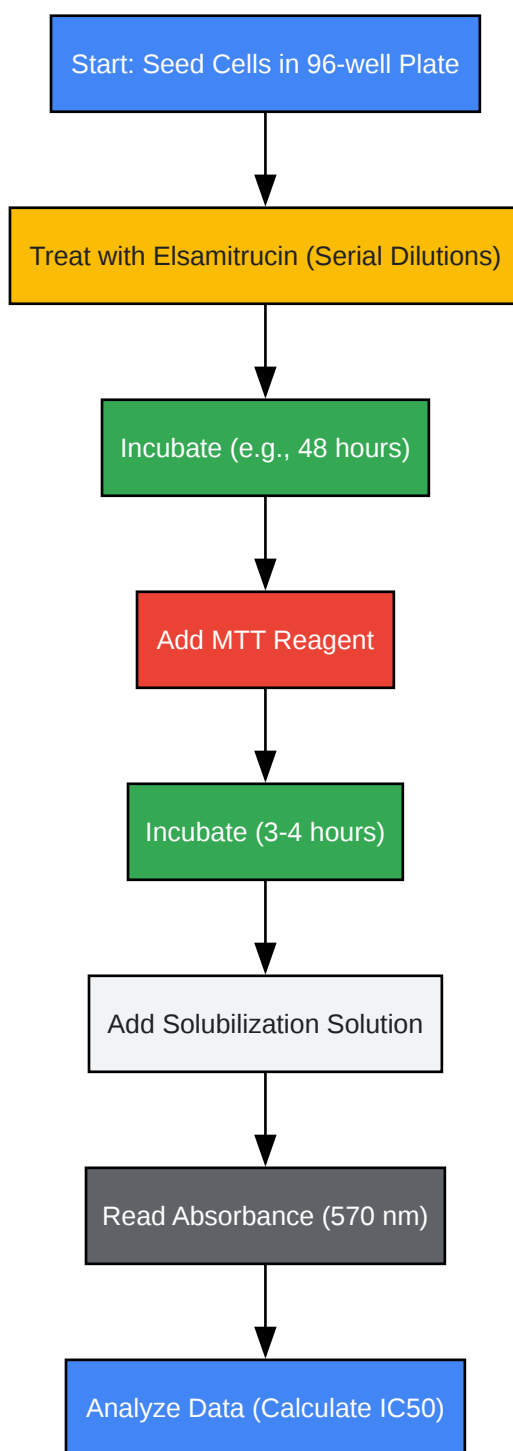 Start: Seed Cells in 96-well Plate
Treat with Elsamitrucin (Serial Dilutions)
Incubate (e.g., 48 hours)
Add MTT Reagent
Incubate (3-4 hours)
Add Solubilization Solution
Read Absorbance (570 nm)
Analyze Data (Calculate IC50)